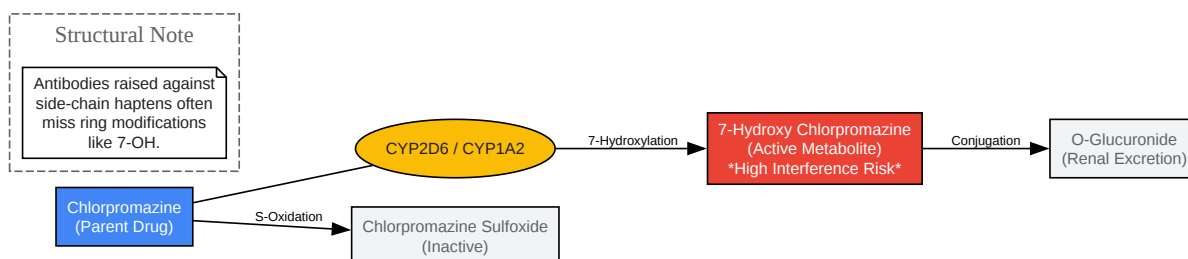 Structural Note
Antibodies raised against
side-chain haptens often
miss ring modifications
like 7-OH.
Chlorpromazine
(Parent Drug)
CYP2D6 / CYP1A2
S-Oxidation
Chlorpromazine Sulfoxide
(Inactive)
7-Hydroxylation
7-Hydroxy Chlorpromazine
(Active Metabolite)
*High Interference Risk*
Conjugation
O-Glucuronide
(Renal Excretion)